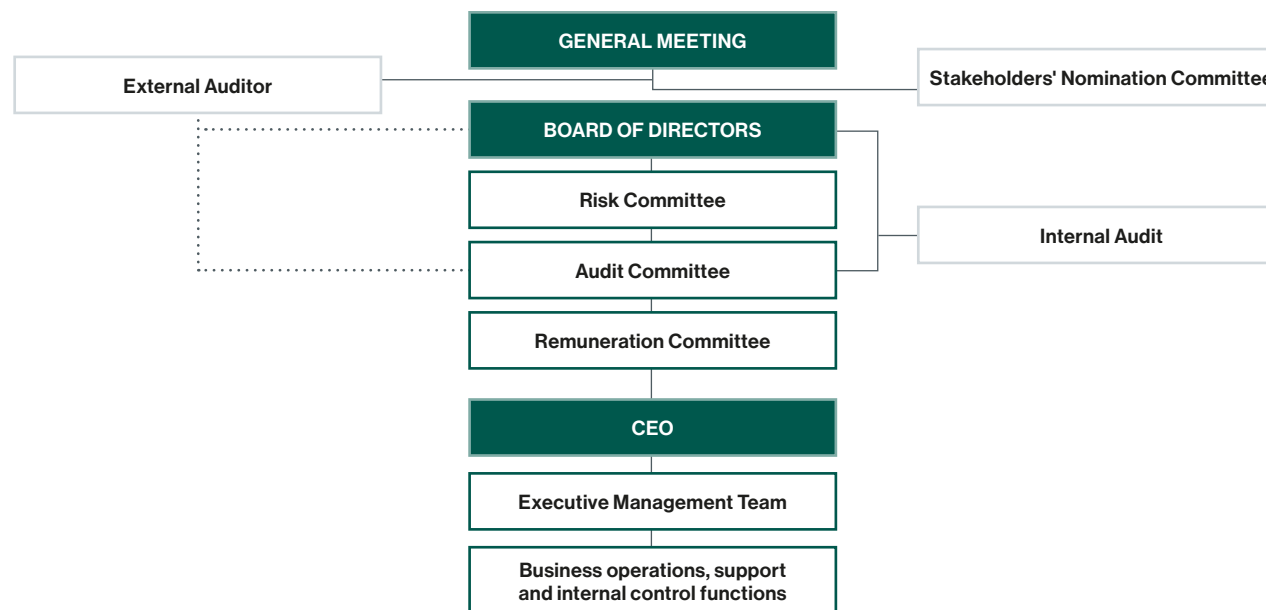 GENERAL MEETING
External Auditor
Stakeholders' Nomination Committee
BOARD OF DIRECTORS
Risk Committee
Internal Audit
Audit Committee
Remuneration Committee
CEO
Executive Management Team
Business operations, support
and internal control functions